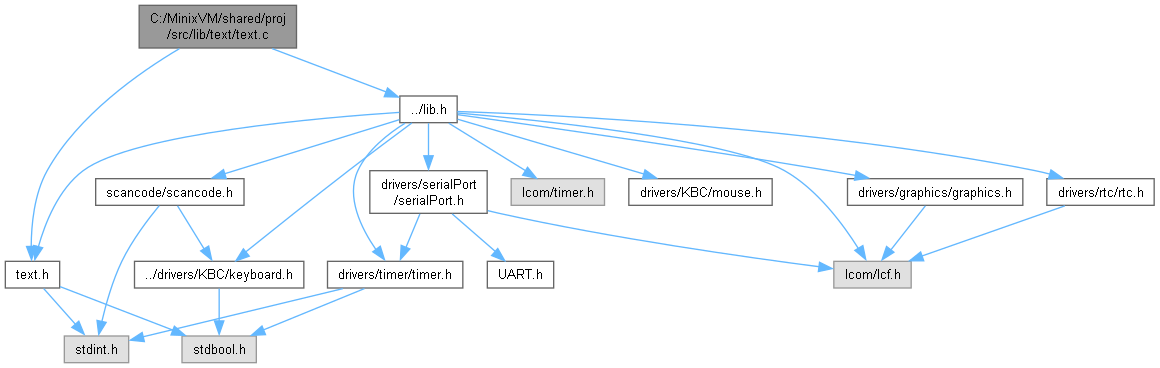 C:/MinixVM/shared/proj
/src/lib/text/text.c
../lib.h
scancode/scancode.h
drivers/serialPort
/serialPort.h
lcom/timer.h
drivers/KBC/mouse.h
drivers/graphics/graphics.h
drivers/rtc/rtc.h
text.h
../drivers/KBC/keyboard.h
drivers/timer/timer.h
UART.h
lcom/lcf.h
stdint.h
stdbool.h